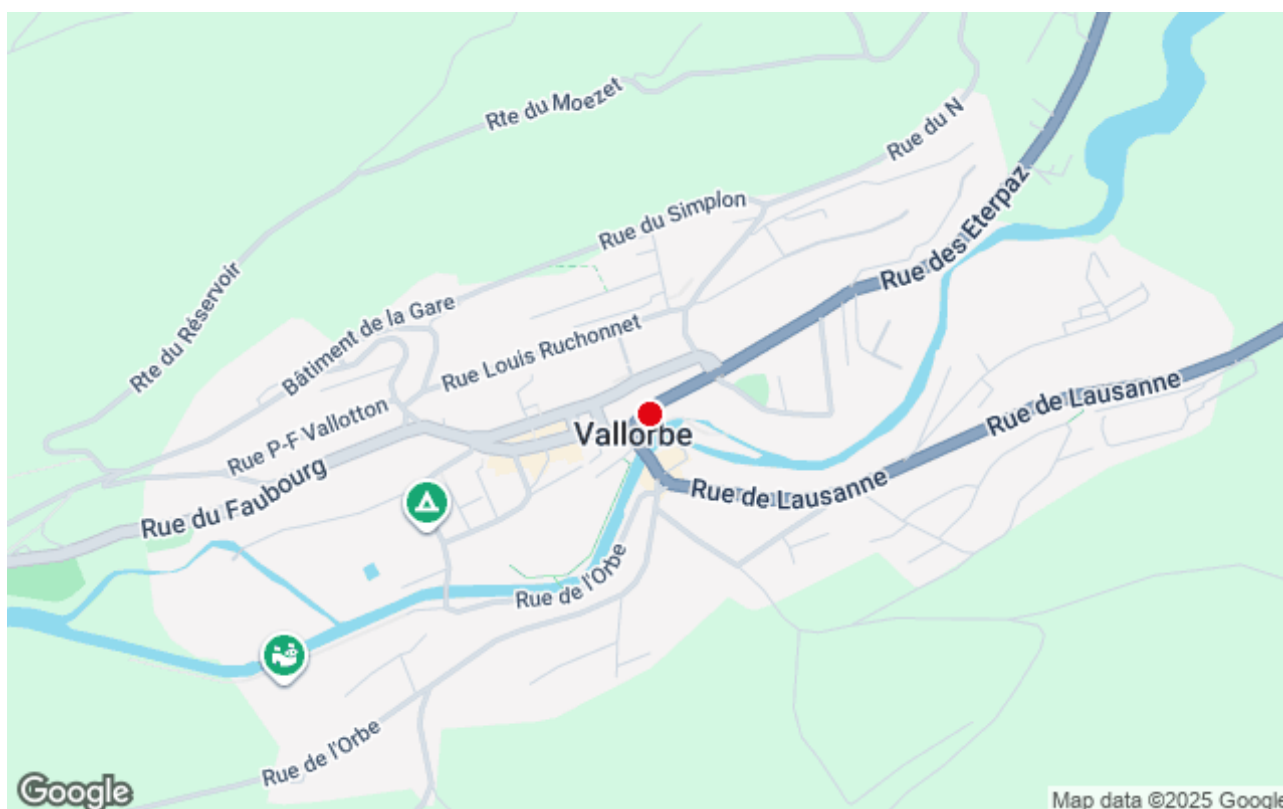 Rte du Moezet
Rue du N
Rue du Simplon
Rue des Eterpaz
Rte du Réservoir
Bâtiment de la Gare
Rue Louis Ruchonnet
Rue P-F Vallotton
Rue de Lausanne
Vallorbe
Rue du Faubourg
Rue de Lausanne
Rue de l'Orbe
Rue de l'Orbe
Google
Map data ©2025 Google